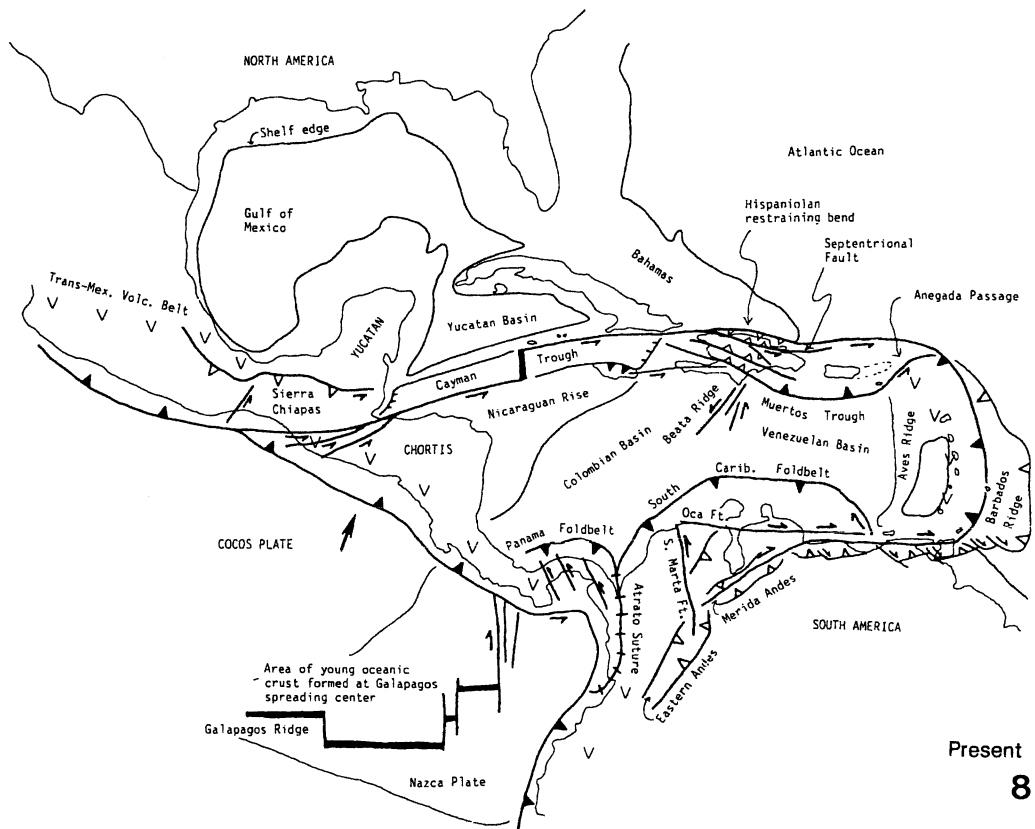 NORTH AMERICA
Shelf edge
Atlantic Ocean
Gulf of
Mexico
Hispaniolan
restraining bend
Septentrional
Fault
Bahamas
Anegada Passage
Trans-Mex. Volc. Belt
YUCATAN
Yucatan Basin
Cayman
Trough
Sierra
Chiapas
Nicaraguan Rise
Beata Ridge
Muertos Trough
Venezuelan Basin
Aves Ridge
CHORTIS
Colombian Basin
Carib. Foldbelt
South
Barbados
Ridge
Oca Ft.
COCOS PLATE
Panama Foldbelt
S. Marta Ft.
Merida Andes
Atrato Suture
SOUTH AMERICA
Area of young oceanic
crust formed at Galapagos
spreading center
Eastern Andes
Galapagos Ridge
Nazca Plate
Present
8